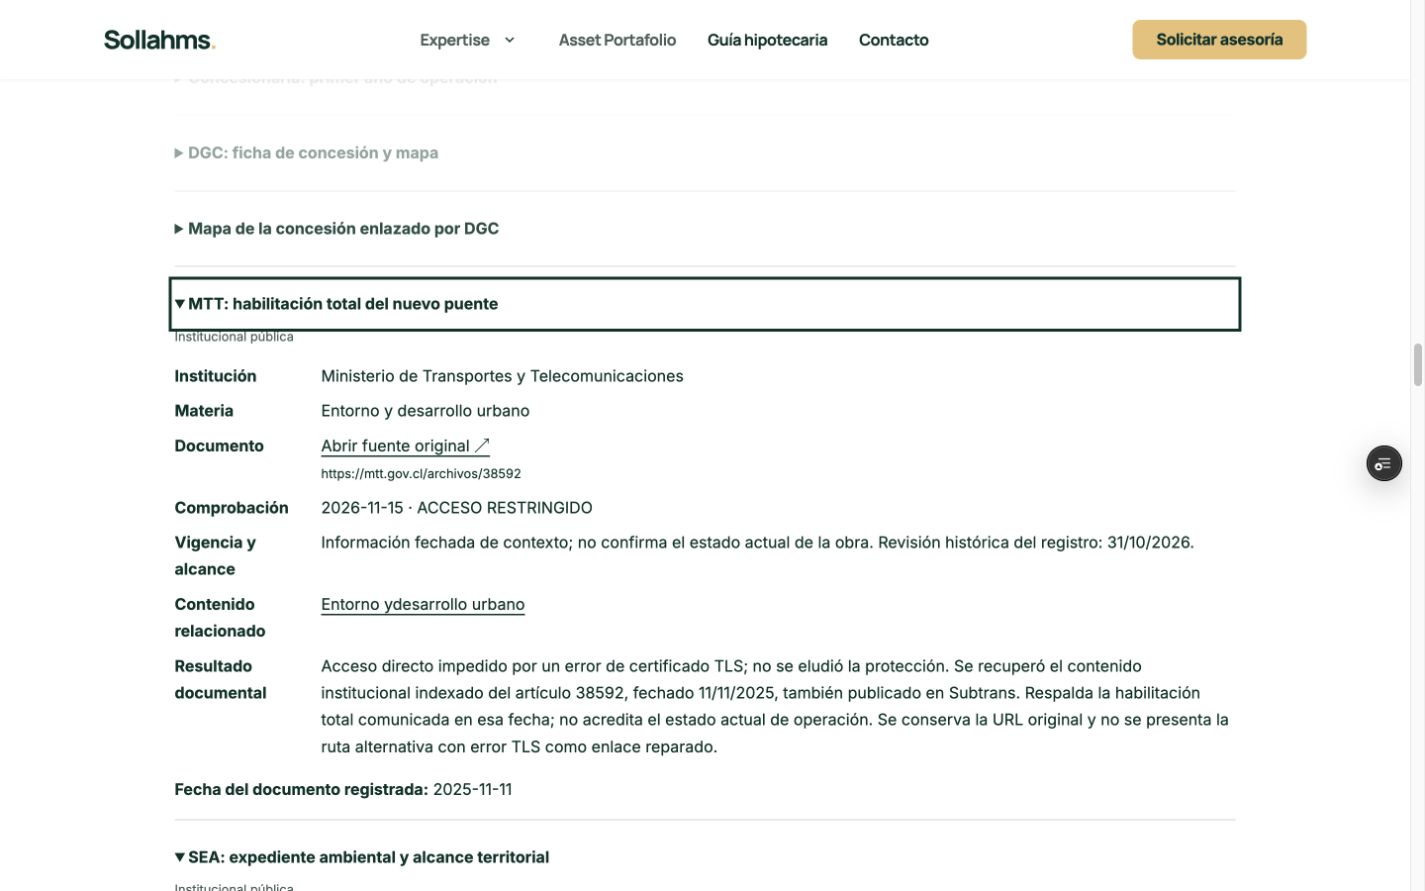 Sollahms.
Expertise
Asset Portafolio
Guía hipotecaria
Contacto
Solicitar asesoría
Concesionaria: primer año de operación
DGC: ficha de concesión y mapa
Mapa de la concesión enlazado por DGC
MTT: habilitación total del nuevo puente
Institucional pública
Institución
Ministerio de Transportes y Telecomunicaciones
Materia
Entorno y desarrollo urbano
Documento
Abrir fuente original
https://mtt.gov.cl/archivos/38592
Comprobación
2026-11-15 · ACCESO RESTRINGIDO
Vigencia y
alcance
Información fechada de contexto; no confirma el estado actual de la obra. Revisión histórica del registro: 31/10/2026.
Contenido
relacionado
Entorno ydesarrollo urbano
Resultado
documental
Acceso directo impedido por un error de certificado TLS; no se eludió la protección. Se recuperó el contenido
institucional indexado del artículo 38592, fechado 11/11/2025, también publicado en Subtrans. Respalda la habilitación
total comunicada en esa fecha; no acredita el estado actual de operación. Se conserva la URL original y no se presenta la
ruta alternativa con error TLS como enlace reparado.
Fecha del documento registrada: 2025-11-11
SEA: expediente ambiental y alcance territorial
Institucional pública